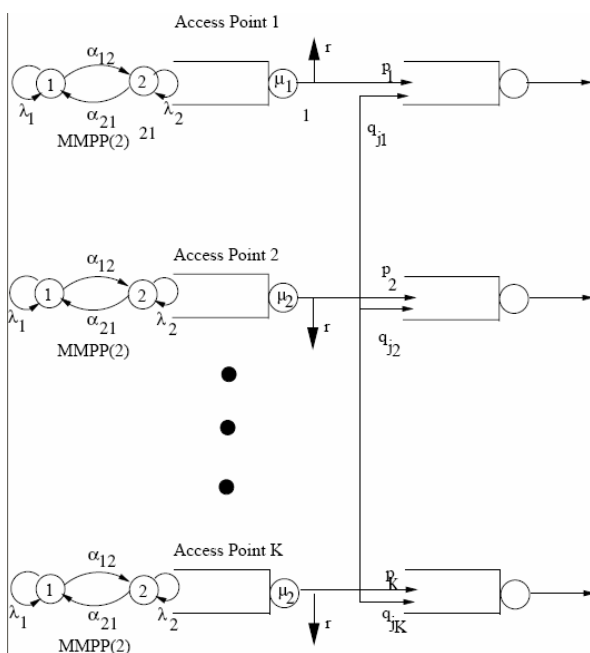 Access Point 1
α12 r
1 2 μ1 p1
λ1 α21 λ2 1
MMPP(2) 21 qj1
Access Point 2
α12 p2
1 2 μ2
λ1 α21 λ2 r
MMPP(2) qj2
Access Point K
α12 pK
1 2 μ2
λ1 α21 λ2 r qjK
MMPP(2)